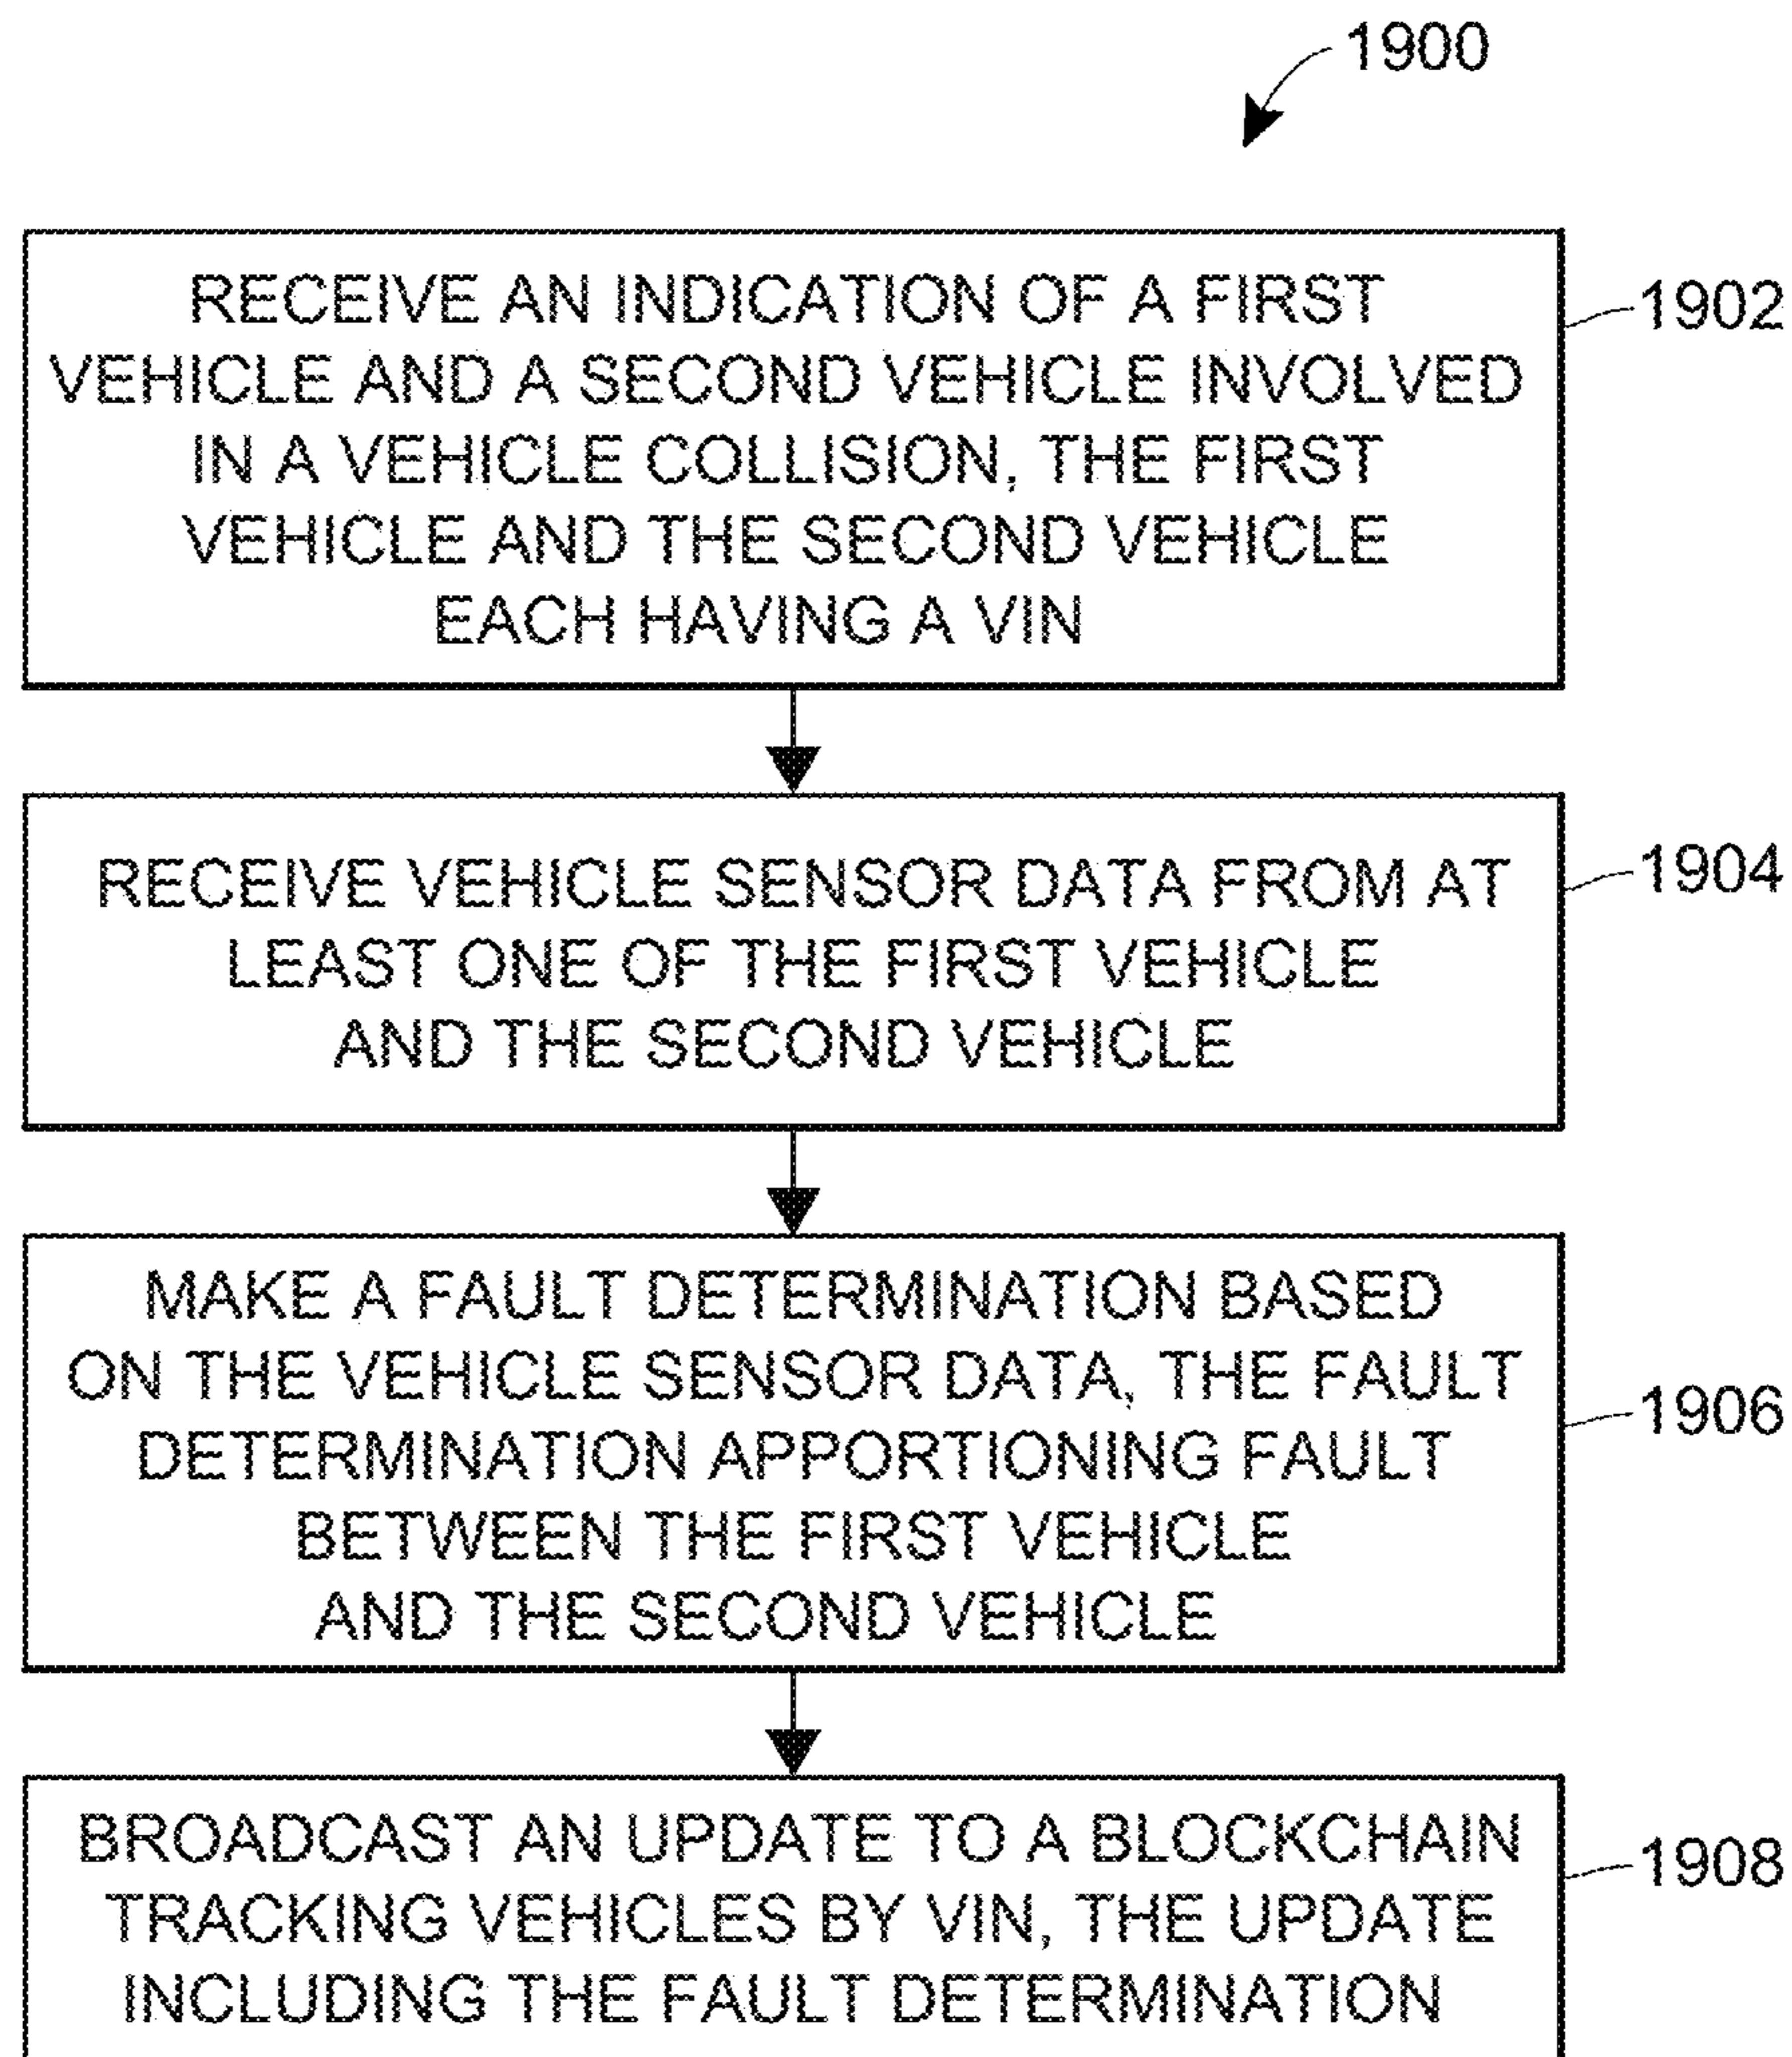 1900
RECEIVE AN INDICATION OF A FIRST
VEHICLE AND A SECOND VEHICLE INVOLVED
IN A VEHICLE COLLISION, THE FIRST
VEHICLE AND THE SECOND VEHICLE
EACH HAVING A VIN
1902
RECEIVE VEHICLE SENSOR DATA FROM AT
LEAST ONE OF THE FIRST VEHICLE
AND THE SECOND VEHICLE
1904
MAKE A FAULT DETERMINATION BASED
ON THE VEHICLE SENSOR DATA, THE FAULT
DETERMINATION APPORTIONING FAULT
BETWEEN THE FIRST VEHICLE
AND THE SECOND VEHICLE
1906
BROADCAST AN UPDATE TO A BLOCKCHAIN
TRACKING VEHICLES BY VIN, THE UPDATE
INCLUDING THE FAULT DETERMINATION
1908